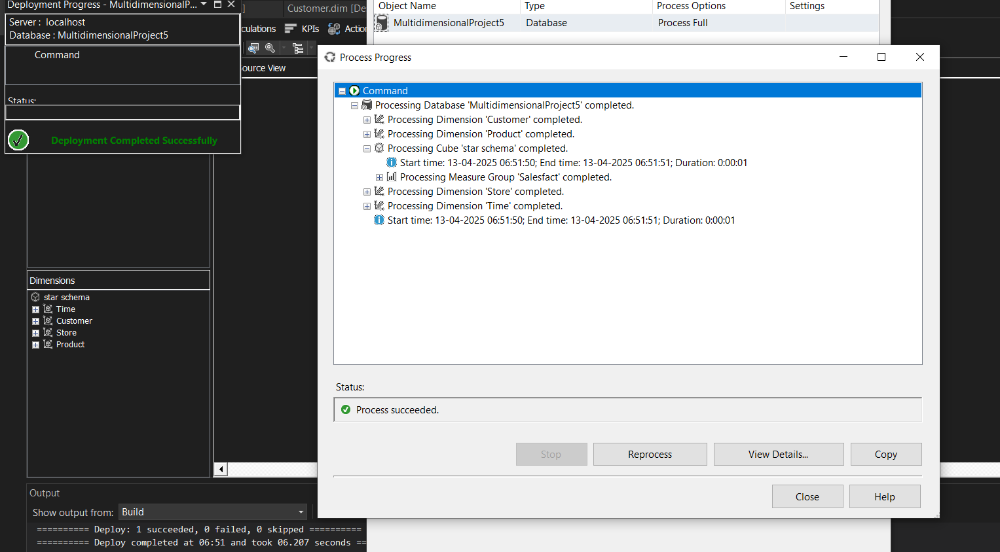 Deployment Progress - MultidimensionalP...
Server : localhost
Database : MultidimensionalProject5
Command
Status:
Deployment Completed Successfully
]
Customer.dim [De
culations
KPIs
Action
ource View
Object Name Type Process Options Settings
MultidimensionalProject5 Database Process Full
Process Progress
Command
Processing Database 'MultidimensionalProject5' completed.
Processing Dimension 'Customer' completed.
Processing Dimension 'Product' completed.
Processing Cube 'star schema' completed.
Start time: 13-04-2025 06:51:50; End time: 13-04-2025 06:51:51; Duration: 0:00:01
Processing Measure Group 'Salesfact' completed.
Processing Dimension 'Store' completed.
Processing Dimension 'Time' completed.
Start time: 13-04-2025 06:51:50; End time: 13-04-2025 06:51:51; Duration: 0:00:01
Status:
Process succeeded.
Stop Reprocess View Details... Copy
Close Help
Dimensions
star schema
Time
Customer
Store
Product
Output
Show output from: Build
========== Deploy: 1 succeeded, 0 failed, 0 skipped ==========
========== Deploy completed at 06:51 and took 06.207 seconds ==